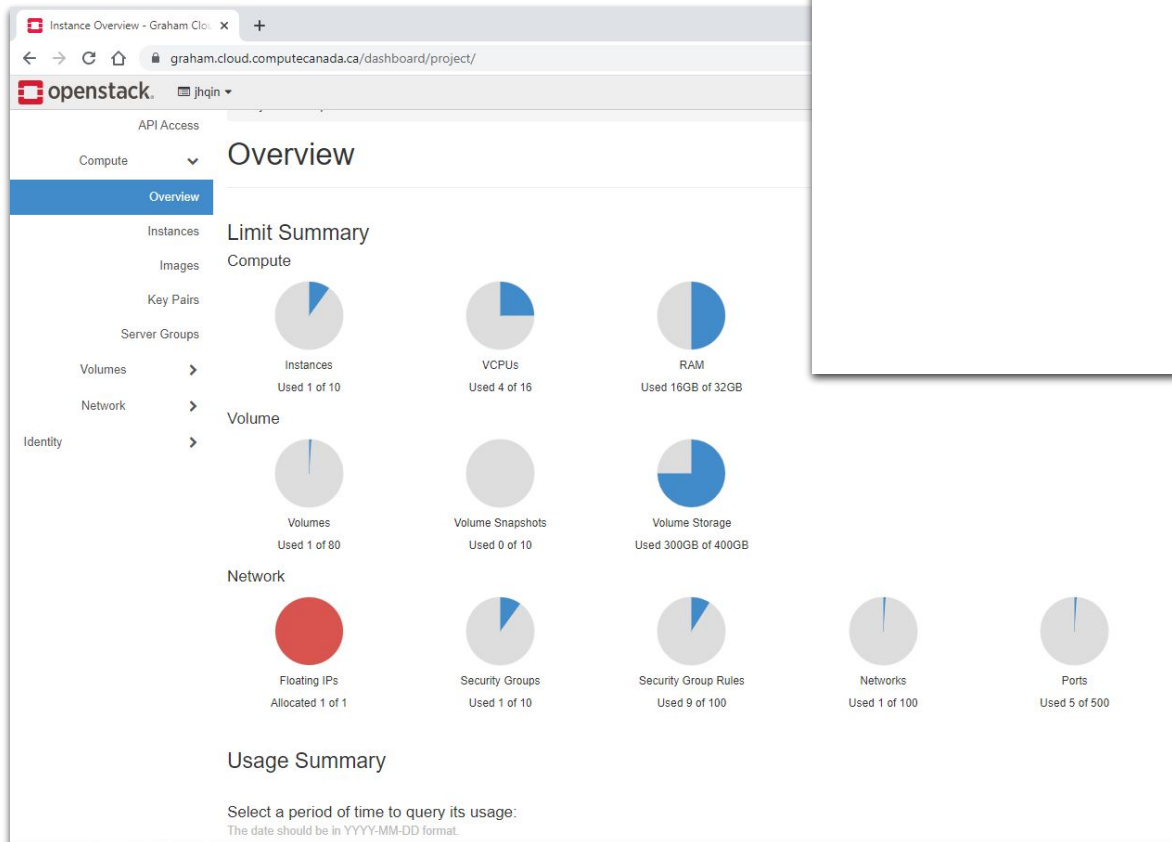 Instance Overview - Graham Clou
graham.cloud.computecanada.ca/dashboard/project/
openstack. jhqin
API Access
Compute
Overview
Instances
Images
Key Pairs
Server Groups
Volumes
Network
Identity
Overview
Limit Summary
Compute
Instances VCPUs RAM
Used 1 of 10 Used 4 of 16 Used 16GB of 32GB
Volume
Volumes Volume Snapshots Volume Storage
Used 1 of 80 Used 0 of 10 Used 300GB of 400GB
Network
Floating IPs Security Groups Security Group Rules Networks Ports
Allocated 1 of 1 Used 1 of 10 Used 9 of 100 Used 1 of 100 Used 5 of 500
Usage Summary
Select a period of time to query its usage:
The date should be in YYYY-MM-DD format.